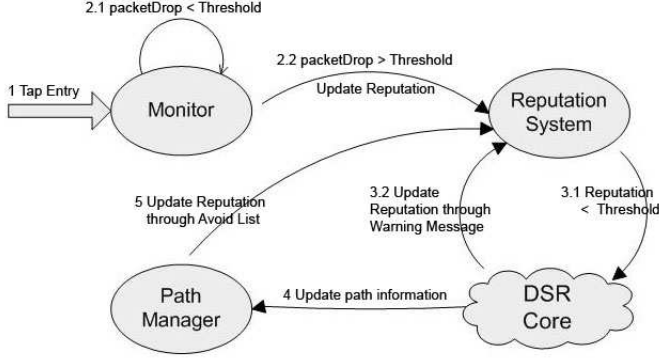 2.1 packetDrop < Threshold
2.2 packetDrop > Threshold
Update Reputation
1 Tap Entry
Monitor
Reputation
System
5 Update Reputation
through Avoid List
3.2 Update
Reputation through
Warning Message
3.1 Reputation
< Threshold
4 Update path information
Path
Manager
DSR
Core